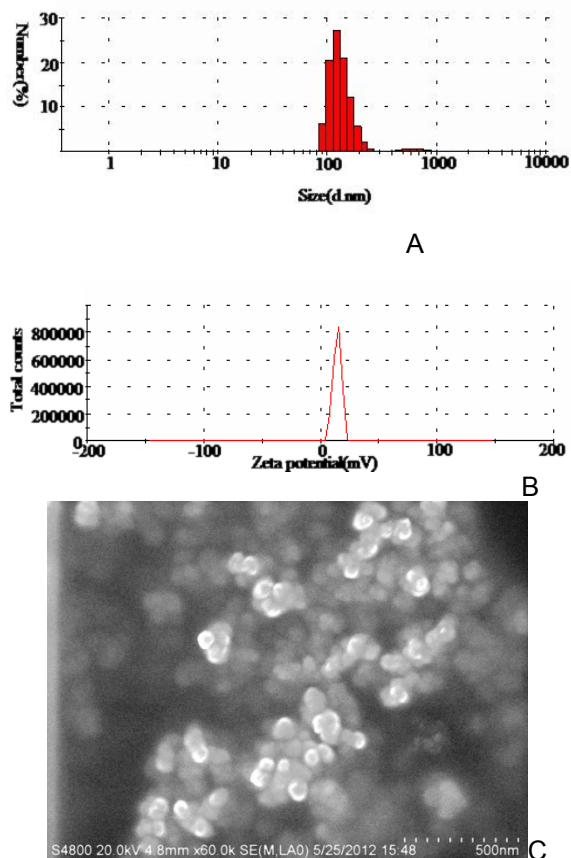 30
20
10
Number(%)
1 10 100 1000 10000
Size(d.nm)
A
800000
600000
400000
200000
0
Total counts
-200 -100 0 100 200
Zeta potential(mV)
B
S4800 20.0kV 4.8mm x60.0k SE(M,LA0) 5/25/2012 15:48 500nm
C